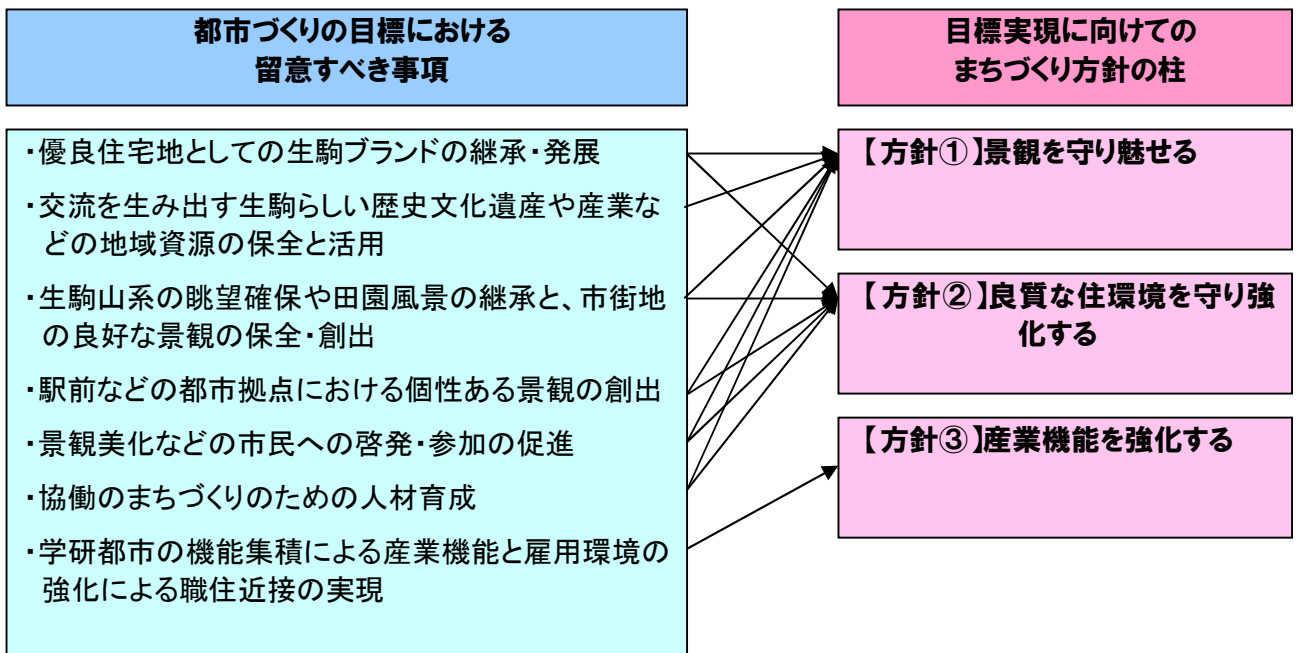 都市づくりの目標における
留意すべき事項
・優良住宅地としての生駒ブランドの継承・発展
・交流を生み出す生駒らしい歴史文化遺産や産業な
どの地域資源の保全と活用
・生駒山系の眺望確保や田園風景の継承と、市街地
の良好な景観の保全・創出
・駅前などの都市拠点における個性ある景観の創出
・景観美化などの市民への啓発・参加の促進
・協働のまちづくりのための人材育成
・学研都市の機能集積による産業機能と雇用環境の
強化による職住近接の実現
目標実現に向けての
まちづくり方針の柱
【方針①】景観を守り魅せる
【方針②】良質な住環境を守り強
化する
【方針③】産業機能を強化する